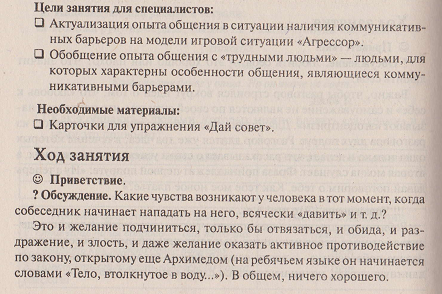 Цели занятия для специалистов:
❑ Актуализация опыта общения в ситуации наличия коммуникатив-
ных барьеров на модели игровой ситуации «Агрессор».
❑ Обобщение опыта общения с «трудными людьми» — людьми, для
которых характерны особенности общения, являющиеся комму-
никативными барьерами.
Необходимые материалы:
❑ Карточки для упражнения «Дай совет».
Ход занятия
☺ Приветствие.
? Обсуждение. Какие чувства возникают у человека в тот момент, когда
собеседник начинает нападать на него, всячески «давить» и т. д.?
Это и желание подчиниться, только бы отвязаться, и обида, и раз-
дражение, и злость, и даже желание оказать активное противодействие
по закону, открытому еще Архимедом (на ребячьем языке он начинается
словами «Тело, втолкнутое в воду...»). В общем, ничего хорошего.